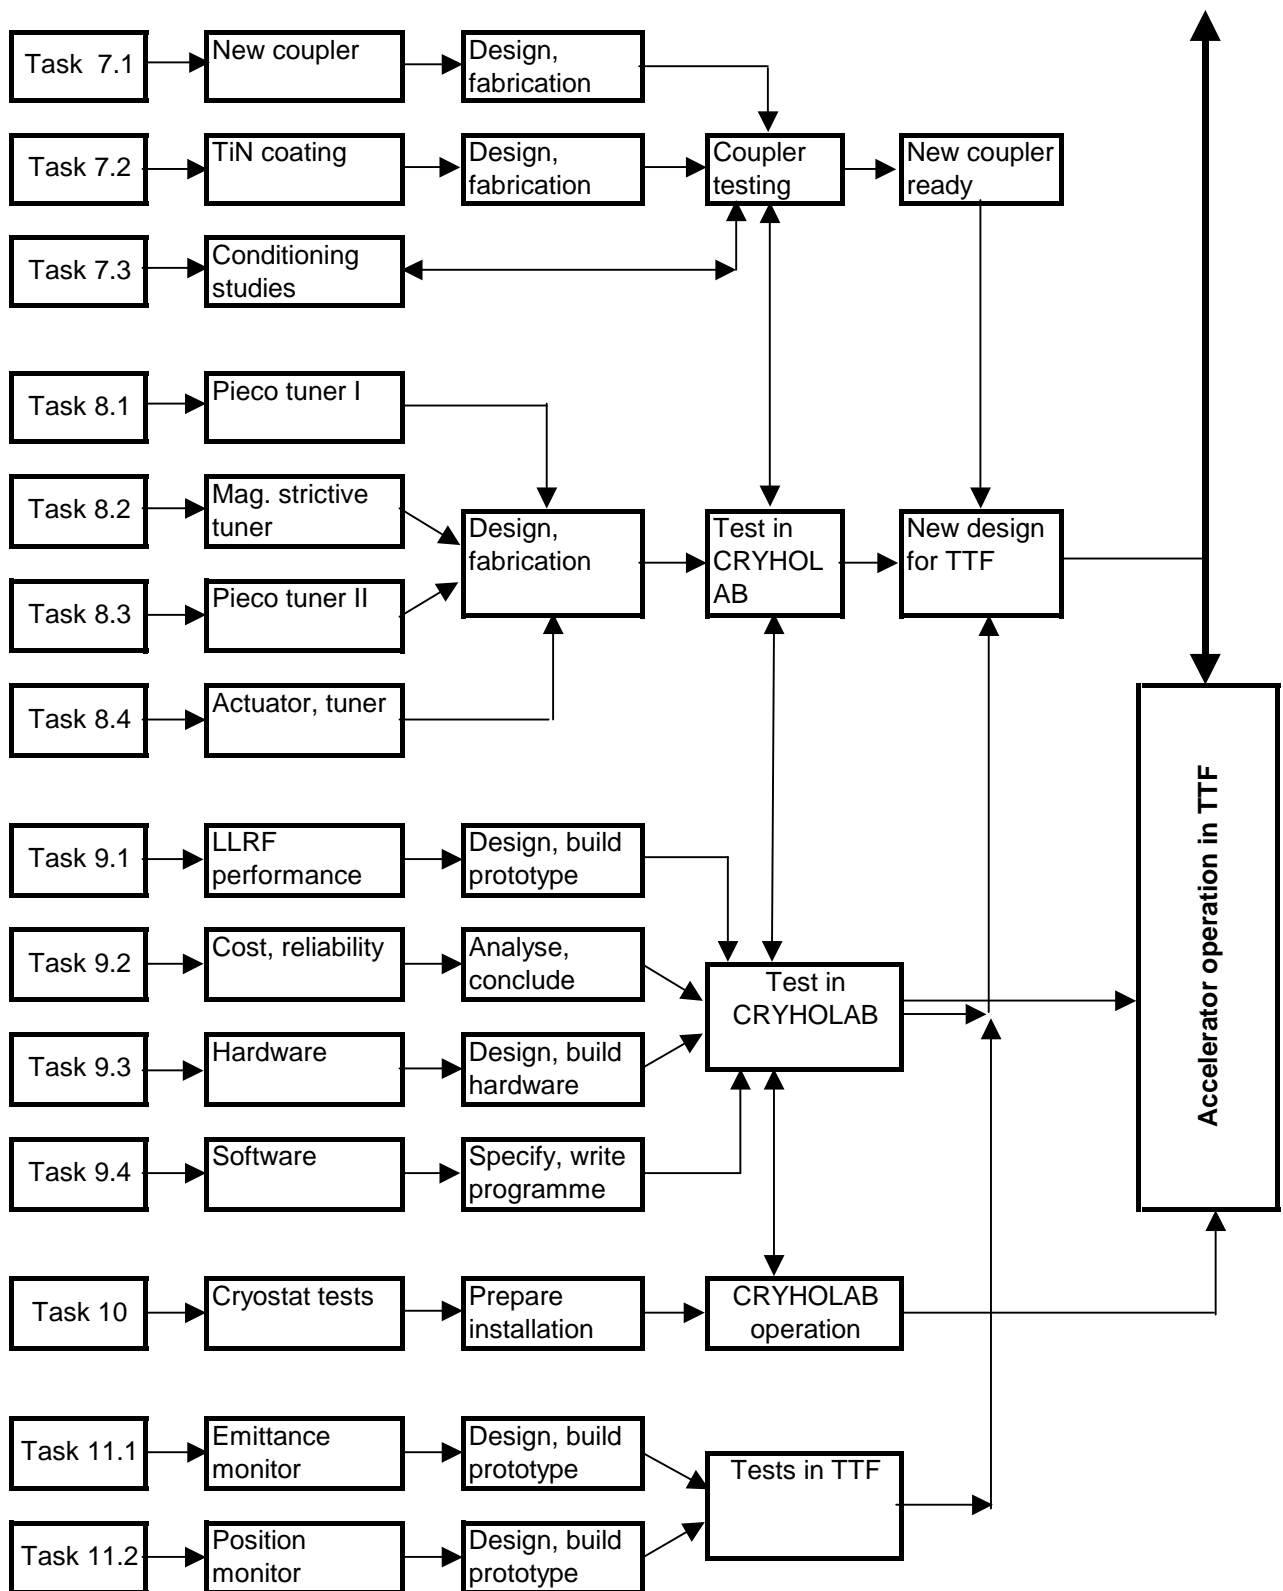 Task 7.1
New coupler
Design,
fabrication
Task 7.2
TiN coating
Design,
fabrication
Coupler
testing
New coupler
ready
Task 7.3
Conditioning
studies
Task 8.1
Pieco tuner I
Task 8.2
Mag. strictive
tuner
Design,
fabrication
Test in
CRYHOL
AB
New design
for TTF
Task 8.3
Pieco tuner II
Task 8.4
Actuator, tuner
Accelerator operation in TTF
Task 9.1
LLRF
performance
Design, build
prototype
Task 9.2
Cost, reliability
Analyse,
conclude
Test in
CRYHOLAB
Task 9.3
Hardware
Design, build
hardware
Task 9.4
Software
Specify, write
programme
Task 10
Cryostat tests
Prepare
installation
CRYHOLAB
operation
Task 11.1
Emittance
monitor
Design, build
prototype
Tests in TTF
Task 11.2
Position
monitor
Design, build
prototype